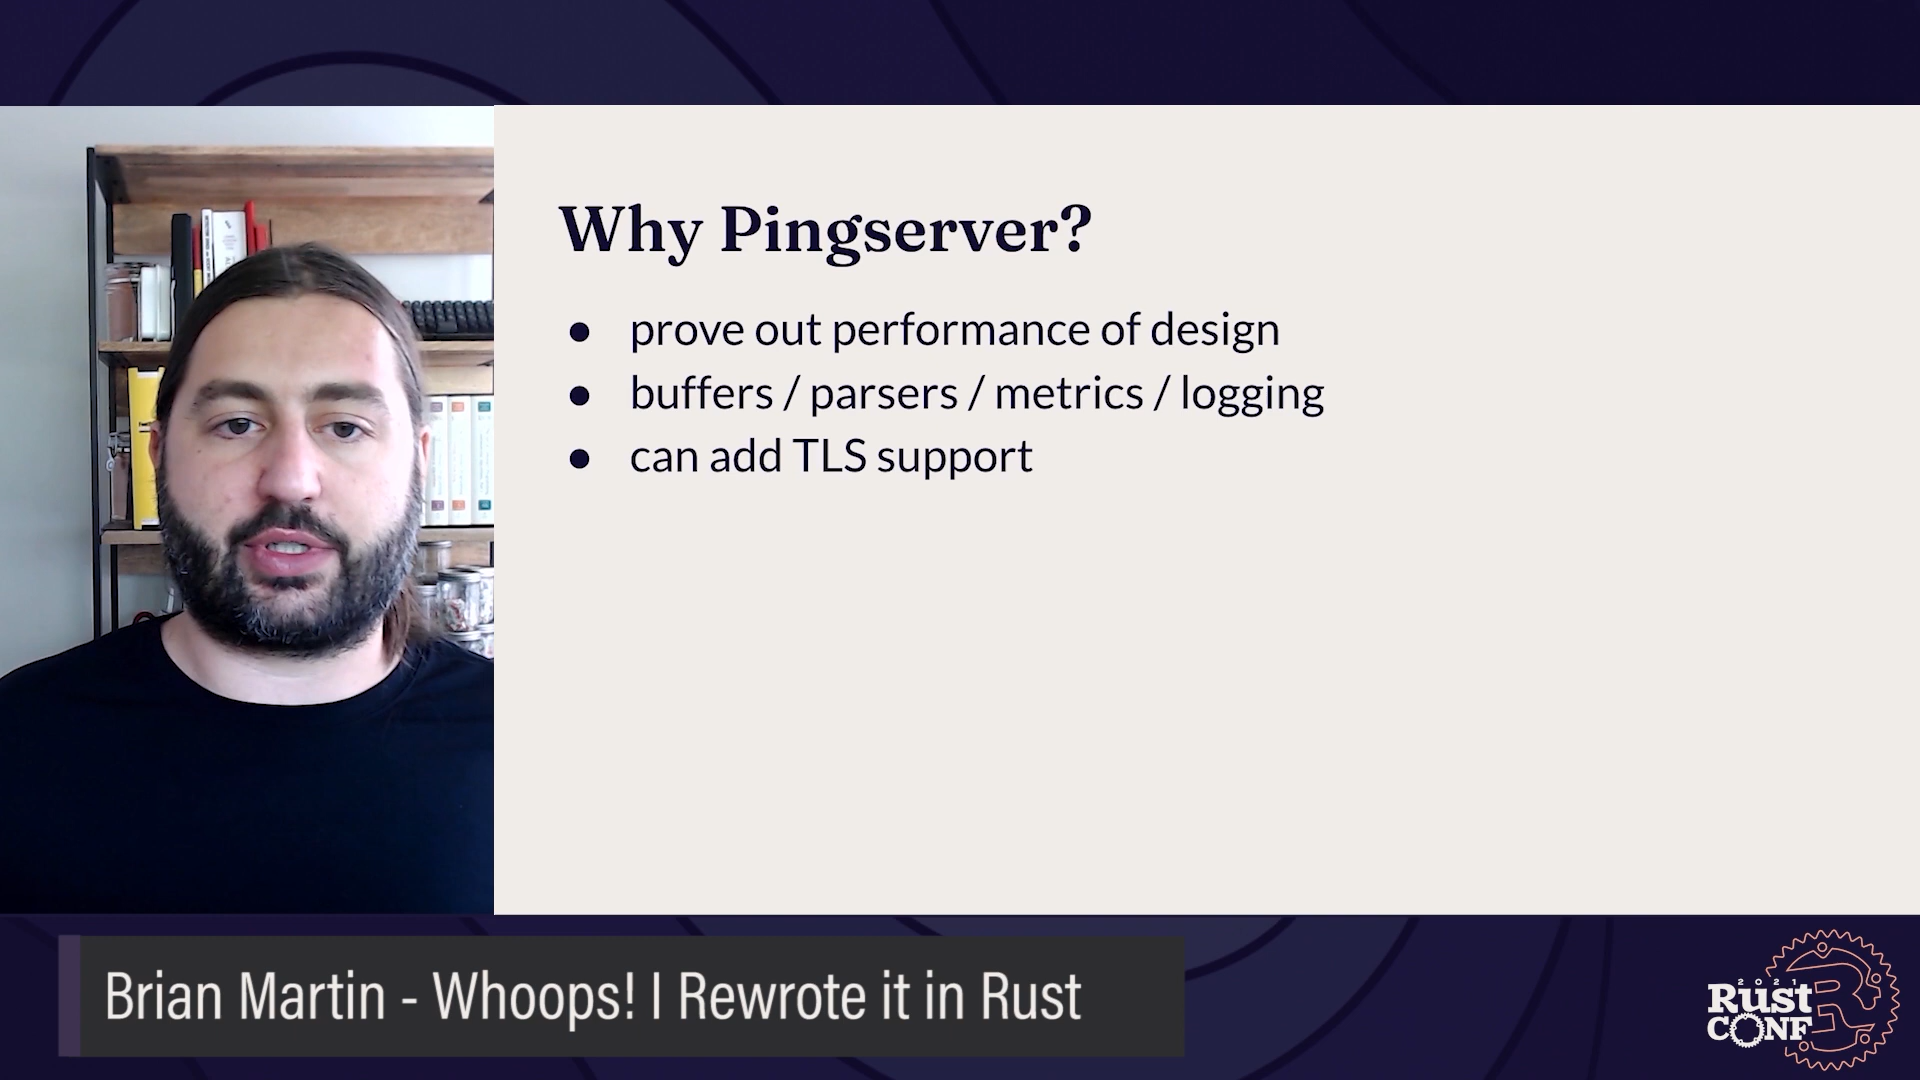 Why Pingserver?
● prove out performance of design
● buffers / parsers / metrics / logging
● can add TLS support
Brian Martin - Whoops! I Rewrote it in Rust
2021
Rust
CONF